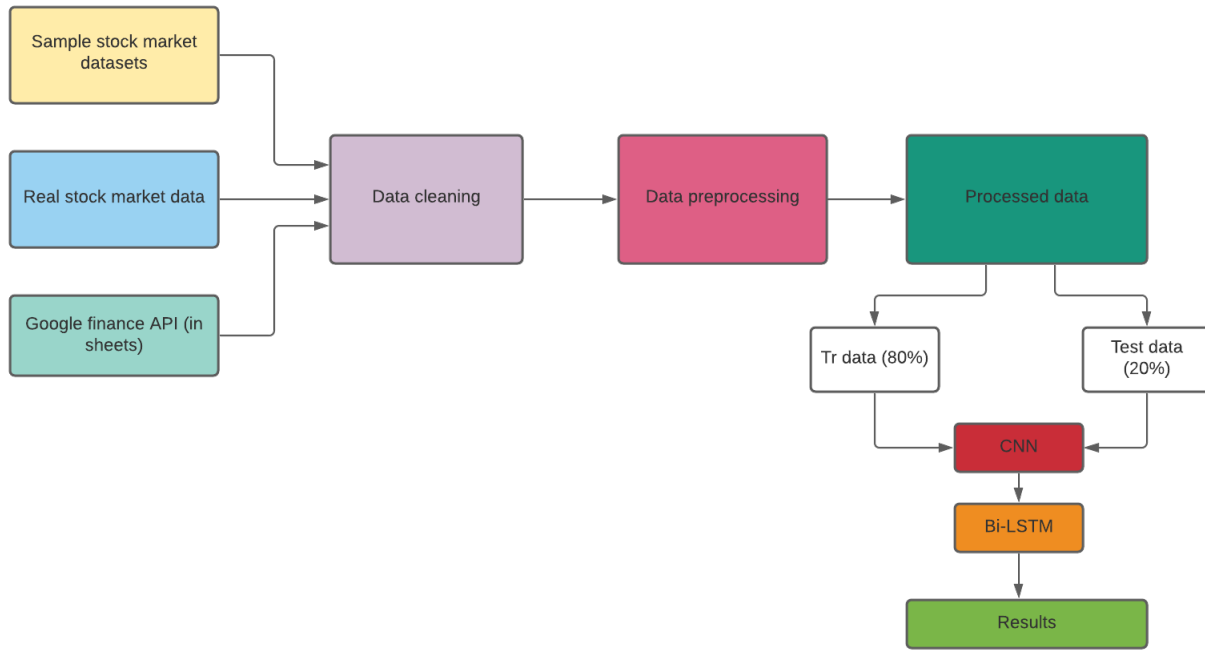 Sample stock market
datasets
Real stock market data
Google finance API (in
sheets)
Data cleaning
Data preprocessing
Processed data
Tr data (80%)
Test data
(20%)
CNN
Bi-LSTM
Results